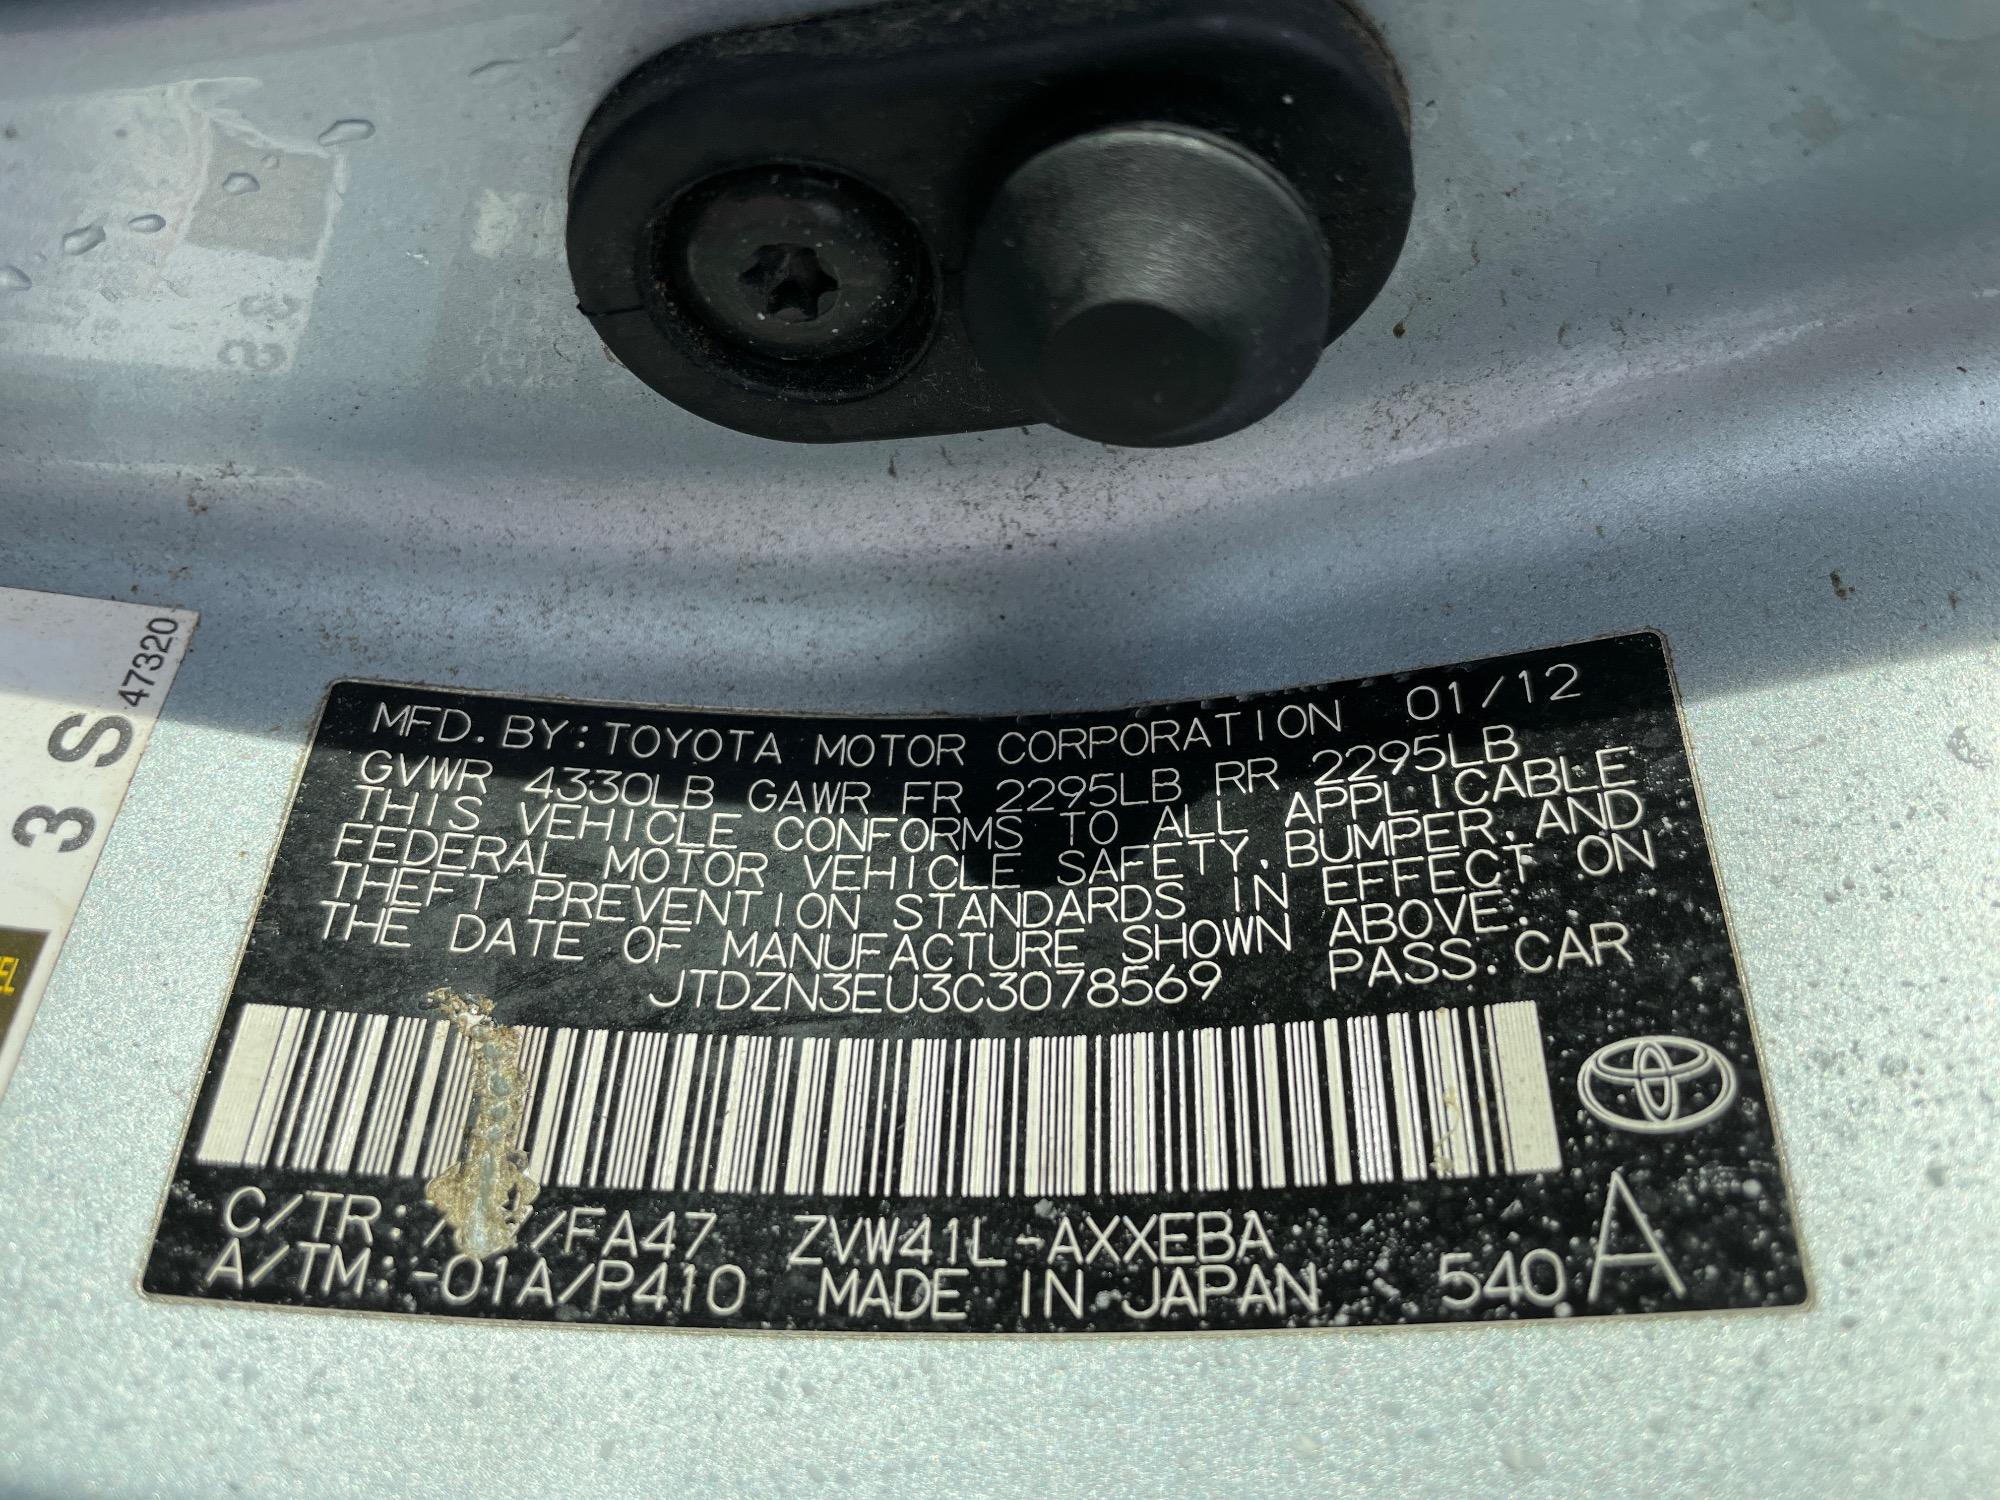 3 S 47320
EL
MFD. BY: TOYOTA MOTOR CORPORATION 01/12
GVWR 4330LB GAWR FR 2295LB RR 2295LB
THIS VEHICLE CONFORMS TO ALL APPLICABLE
FEDERAL MOTOR VEHICLE SAFETY, BUMPER, AND
THEFT PREVENTION STANDARDS IN EFFECT ON
THE DATE OF MANUFACTURE SHOWN ABOVE.
JTDZN3EU3C3078569 PASS. CAR
C/TR: /FA47 ZVW41L-AXXEBA
A/TM:-01A/P410 MADE IN JAPAN 540 A